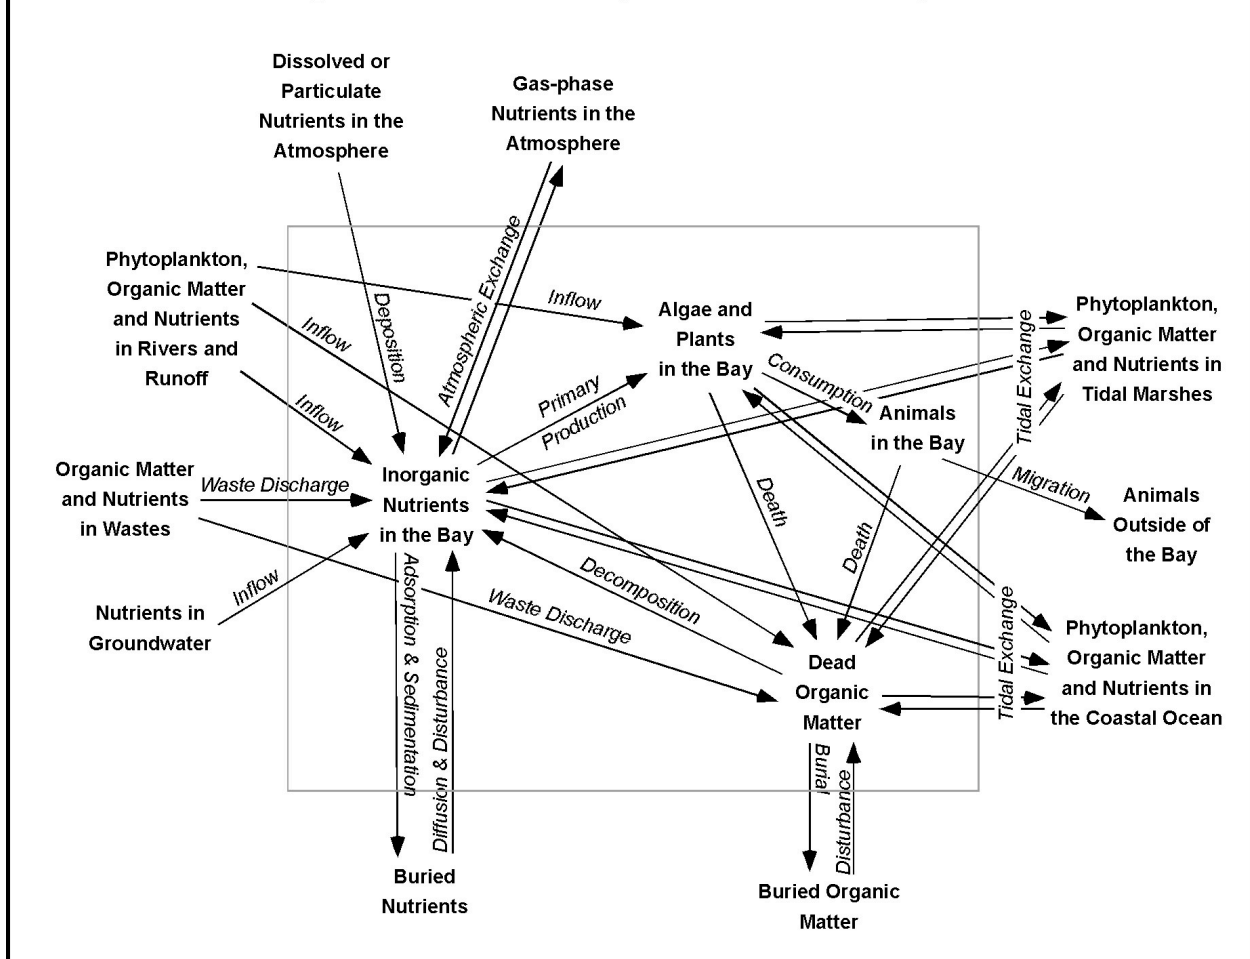 Dissolved or
Particulate
Nutrients in the
Atmosphere
Gas-phase
Nutrients in the
Atmosphere
Phytoplankton,
Organic Matter
and Nutrients
in Rivers and
Runoff
Deposition
Atmospheric Exchange
Inflow
Inflow
Inflow
Algae and
Plants
in the Bay
Primary
Production
Consumption
Animals
in the Bay
Tidal Exchange
Phytoplankton,
Organic Matter
and Nutrients in
Tidal Marshes
Organic Matter
and Nutrients
in Wastes
Waste Discharge
Inorganic
Nutrients
in the Bay
Death
Death
Migration
Animals
Outside of
the Bay
Nutrients in
Groundwater
Inflow
Waste Discharge
Decomposition
Adsorption & Sedimentation
Diffusion & Disturbance
Dead
Organic
Matter
Tidal Exchange
Phytoplankton,
Organic Matter
and Nutrients in
the Coastal Ocean
Burial
Disturbance
Buried
Nutrients
Buried Organic
Matter